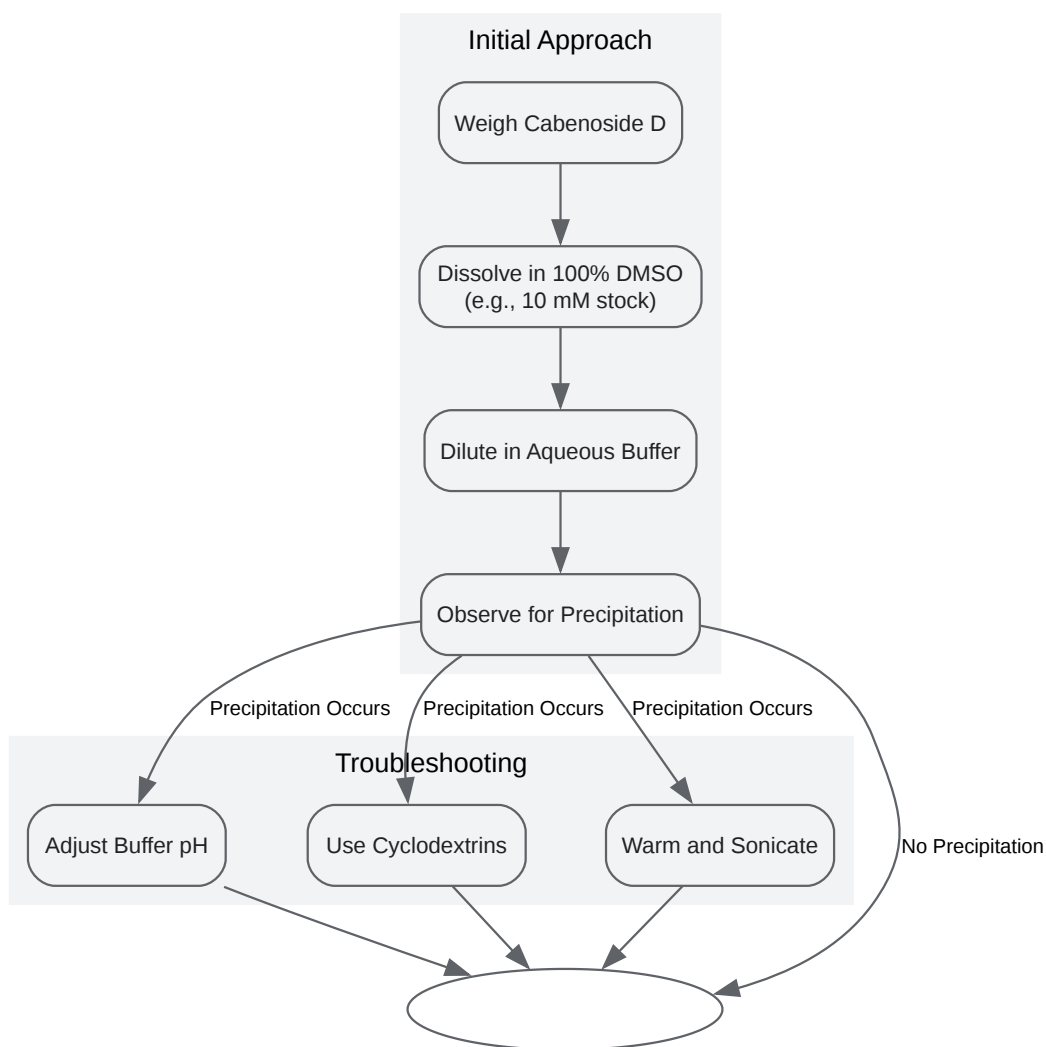 Initial Approach
Weigh Cabenoside D
Dissolve in 100% DMSO
(e.g., 10 mM stock)
Dilute in Aqueous Buffer
Observe for Precipitation
Precipitation Occurs
Precipitation Occurs
Precipitation Occurs
Troubleshooting
Adjust Buffer pH
Use Cyclodextrins
Warm and Sonicate
No Precipitation